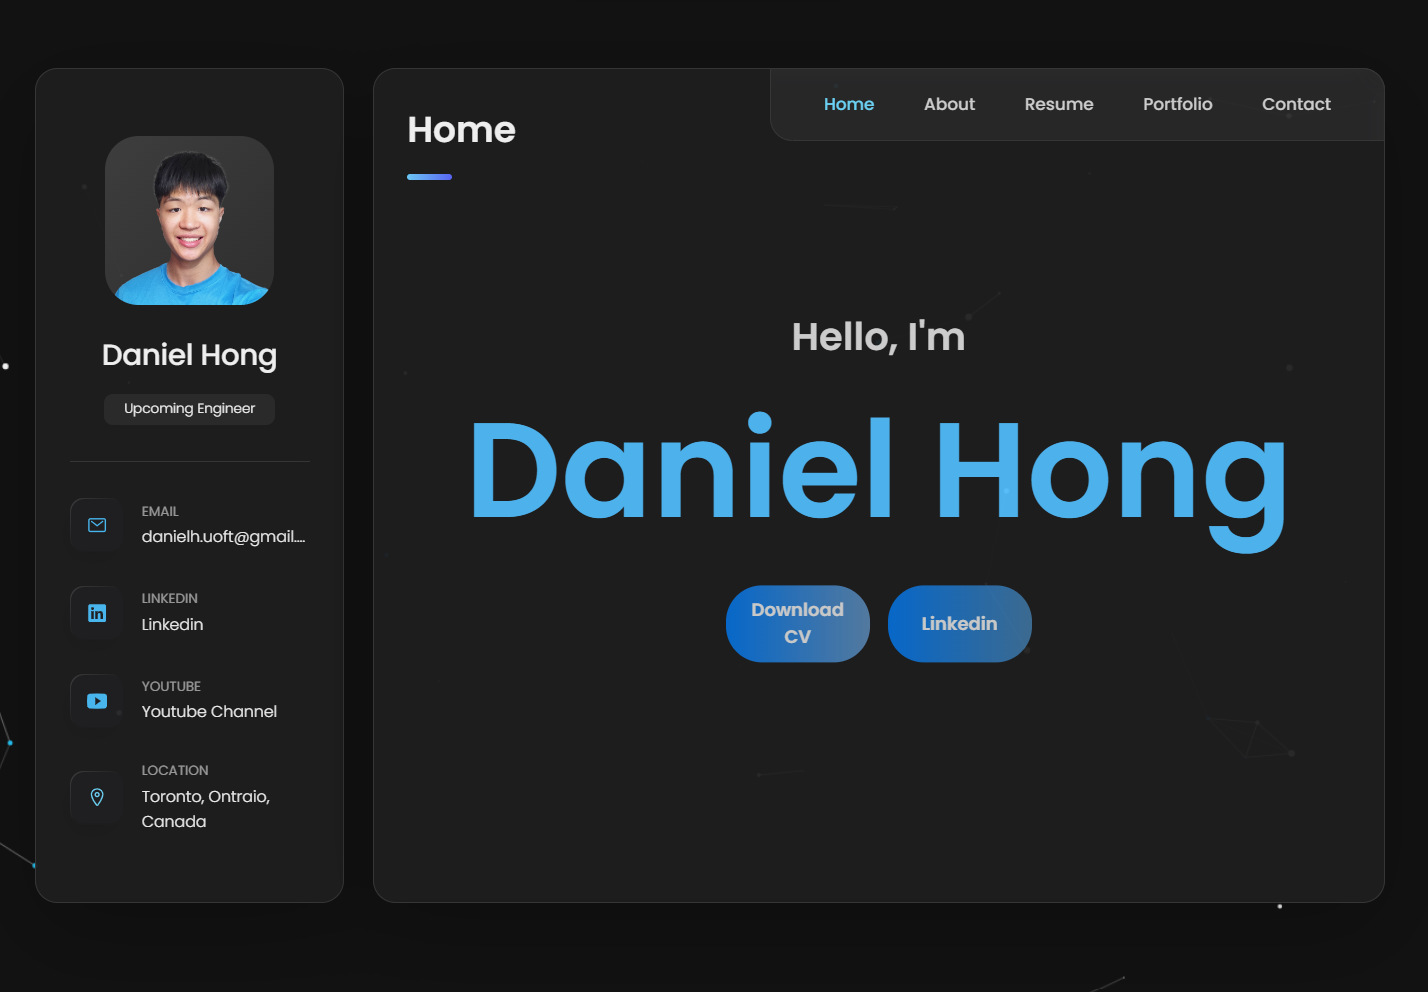 Daniel Hong
Upcoming Engineer
EMAIL
danielh.uoft@gmail....
LINKEDIN
Linkedin
YOUTUBE
Youtube Channel
LOCATION
Toronto, Ontraio,
Canada
Home
Home About Resume Portfolio Contact
Hello, I'm
Daniel Hong
Download
CV
Linkedin